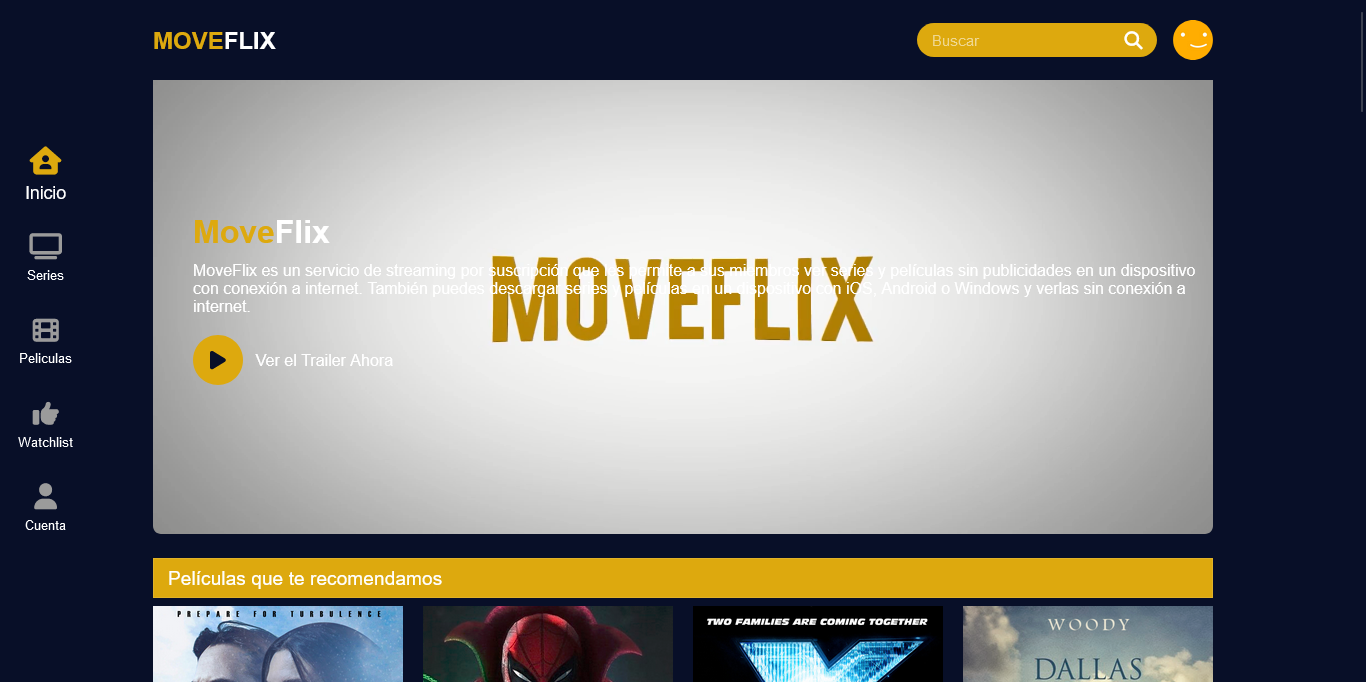 MOVEFLIX
Buscar
Inicio
Series
Peliculas
Watchlist
Cuenta
MoveFlix
MoveFlix es un servicio de streaming por suscripción que les permite a sus miembros ver series y películas sin publicidades en un dispositivo
con conexión a internet. También puedes descargar series y películas en un dispositivo con iOS, Android o Windows y verlas sin conexión a
internet.
MOVEFLIX
Ver el Trailer Ahora
Películas que te recomendamos
PREPARE FOR TURBULENCE
TWO FAMILIES ARE COMING TOGETHER
WOODY
DALLAS